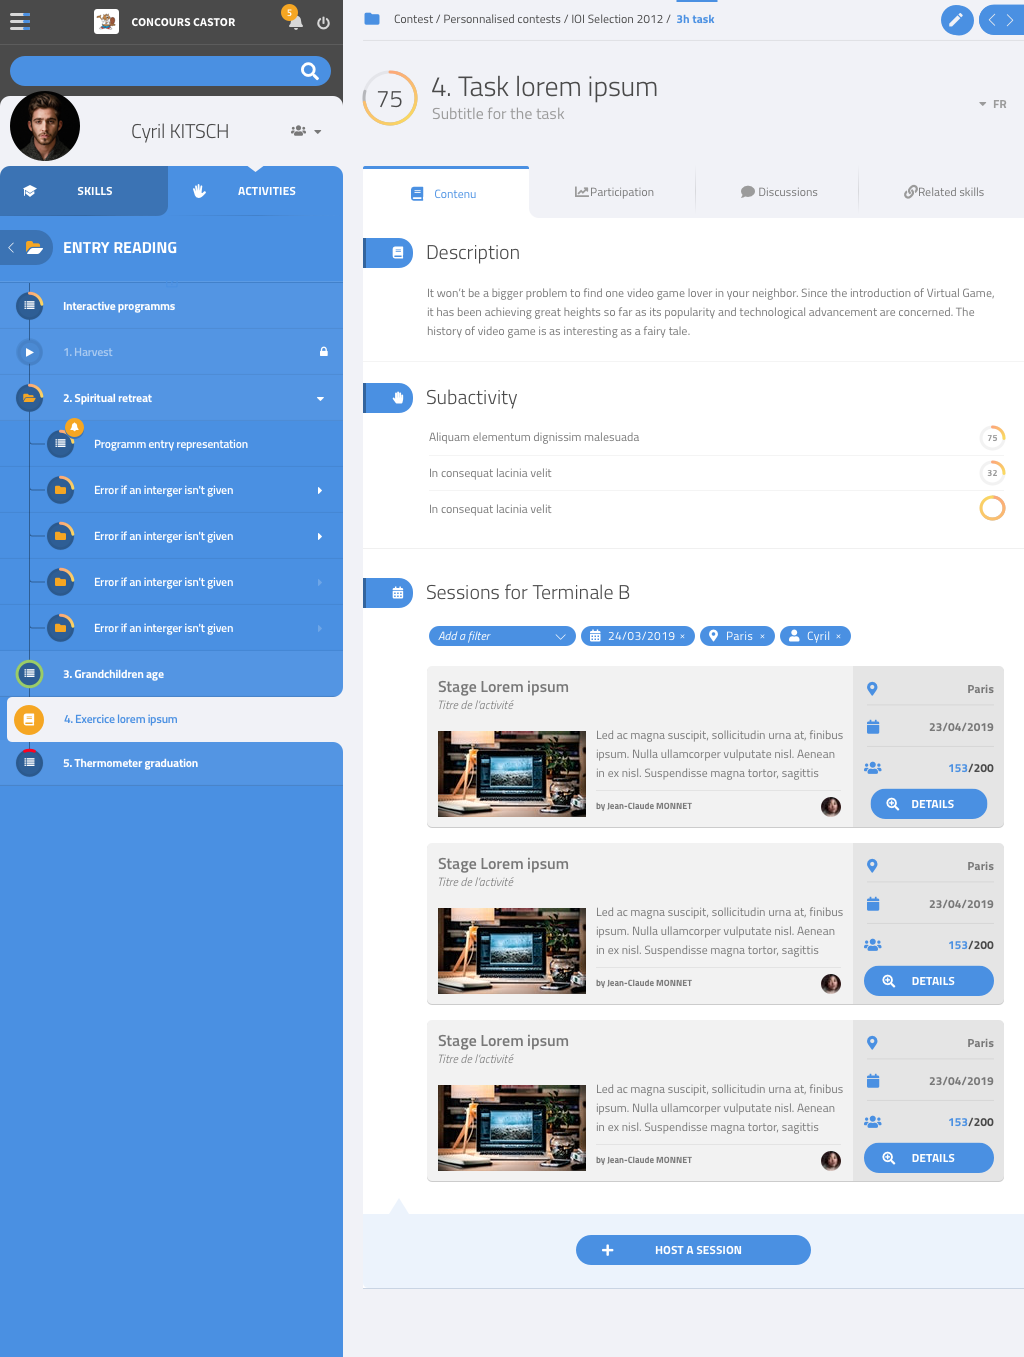 CONCOURS CASTOR
5
Cyril KITSCH
SKILLS
ACTIVITIES
ENTRY READING
Interactive programms
1. Harvest
2. Spiritual retreat
Programm entry representation
Error if an interger isn't given
Error if an interger isn't given
Error if an interger isn't given
Error if an interger isn't given
3. Grandchildren age
4. Exercice lorem ipsum
5. Thermometer graduation
Contest / Personnalised contests / IOI Selection 2012 / 3h task
75
4. Task lorem ipsum
Subtitle for the task
FR
Contenu
Participation
Discussions
Related skills
Description
It won't be a bigger problem to find one video game lover in your neighbor. Since the introduction of Virtual Game,
it has been achieving great heights so far as its popularity and technological advancement are concerned. The
history of video game is as interesting as a fairy tale.
Subactivity
Aliquam elementum dignissim malesuada
75
In consequat lacinia velit
32
In consequat lacinia velit
Sessions for Terminale B
Add a filter
24/03/2019 ×
Paris ×
Cyril ×
Stage Lorem ipsum
Titre de l'activité
Led ac magna suscipit, sollicitudin urna at, finibus
ipsum. Nulla ullamcorper vulputate nisl. Aenean
in ex nisl. Suspendisse magna tortor, sagittis
by Jean-Claude MONNET
Paris
23/04/2019
153/200
DETAILS
Stage Lorem ipsum
Titre de l'activité
Led ac magna suscipit, sollicitudin urna at, finibus
ipsum. Nulla ullamcorper vulputate nisl. Aenean
in ex nisl. Suspendisse magna tortor, sagittis
by Jean-Claude MONNET
Paris
23/04/2019
153/200
DETAILS
Stage Lorem ipsum
Titre de l'activité
Led ac magna suscipit, sollicitudin urna at, finibus
ipsum. Nulla ullamcorper vulputate nisl. Aenean
in ex nisl. Suspendisse magna tortor, sagittis
by Jean-Claude MONNET
Paris
23/04/2019
153/200
DETAILS
HOST A SESSION